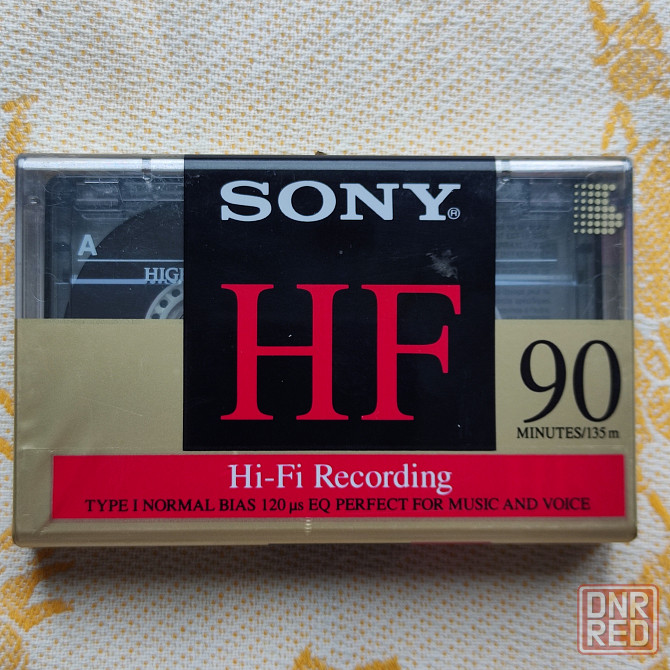 SONY®
A
HIGH
HF
90
MINUTES/135 m
Hi-Fi Recording
TYPE I NORMAL BIAS 120 µs EQ PERFECT FOR MUSIC AND VOICE
DNR
RED